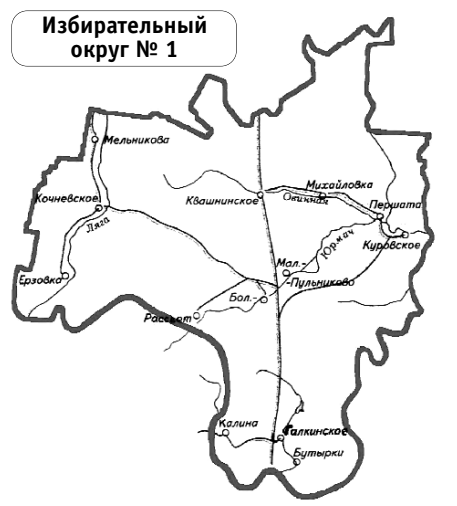 Избирательный
округ № 1
Мельникова
Кочневское
Ляга
Ерзовка
Квашнинское
Михайловка
Першата
Куровское
Юрмач
Мал.-
-Пульниково
Бол.-
Рассвет
Калина
Галкинское
Бутырки